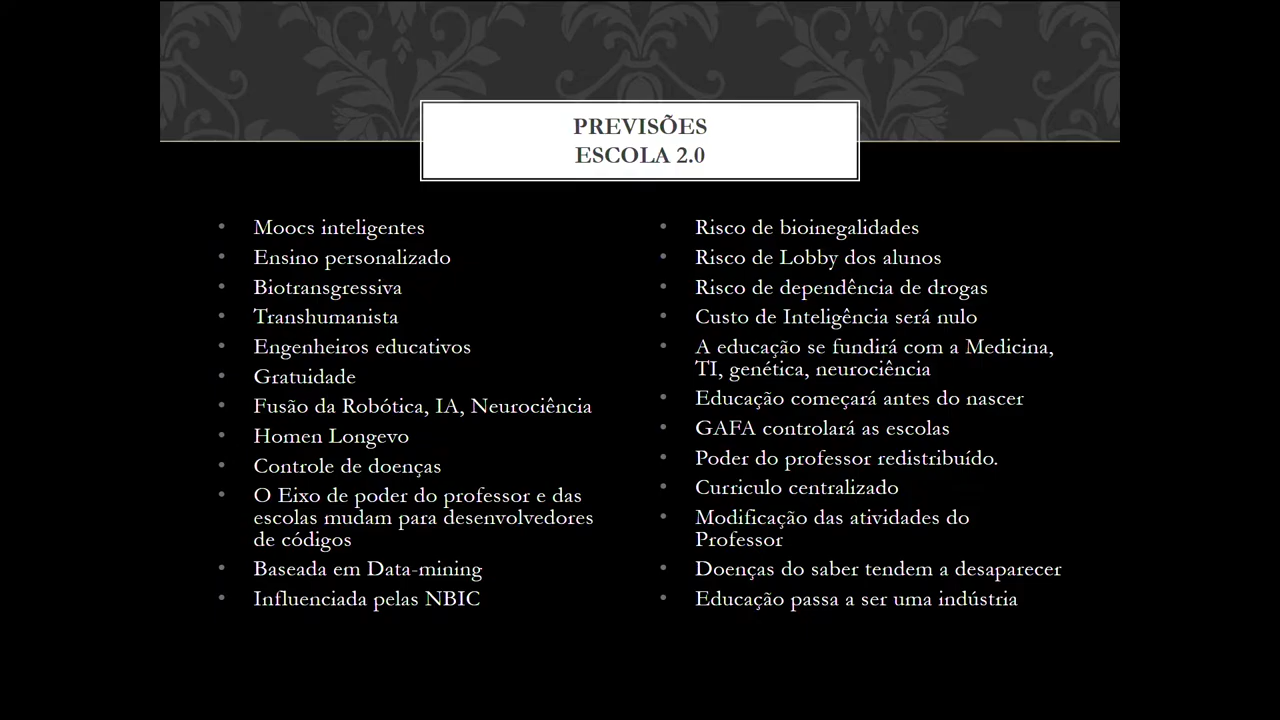 PREVISÕES
ESCOLA 2.0
Moocs inteligentes
Ensino personalizado
Biotransgressiva
Transhumanista
Engenheiros educativos
Gratuidade
Fusão da Robótica, IA, Neurociência
Homen Longevo
Controle de doenças
O Eixo de poder do professor e das
escolas mudam para desenvolvedores
de códigos
Baseada em Data-mining
Influenciada pelas NBIC
Risco de bioinegalidades
Risco de Lobby dos alunos
Risco de dependência de drogas
Custo de Inteligência será nulo
A educação se fundirá com a Medicina,
TI, genética, neurociência
Educação começará antes do nascer
GAFA controlará as escolas
Poder do professor redistribuído.
Curriculo centralizado
Modificação das atividades do
Professor
Doenças do saber tendem a desaparecer
Educação passa a ser uma indústria